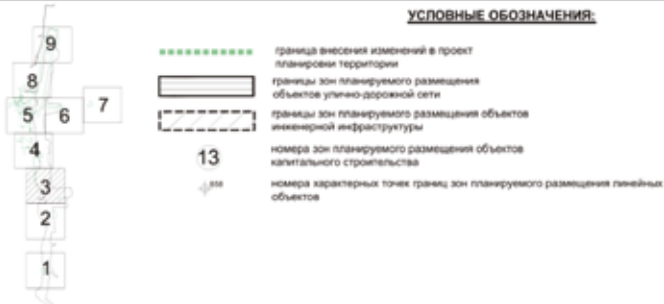 УСЛОВНЫЕ ОБОЗНАЧЕНИЯ:
9
8
5 6 7
4
3
2
1
граница внесения изменений в проект
планировки территории
границы зон планируемого размещения
объектов улично-дорожной сети
границы зон планируемого размещения объектов
инженерной инфраструктуры
13
номера зон планируемого размещения объектов
капитального строительства
номера характерных точек границ зон планируемого размещения линейных
объектов